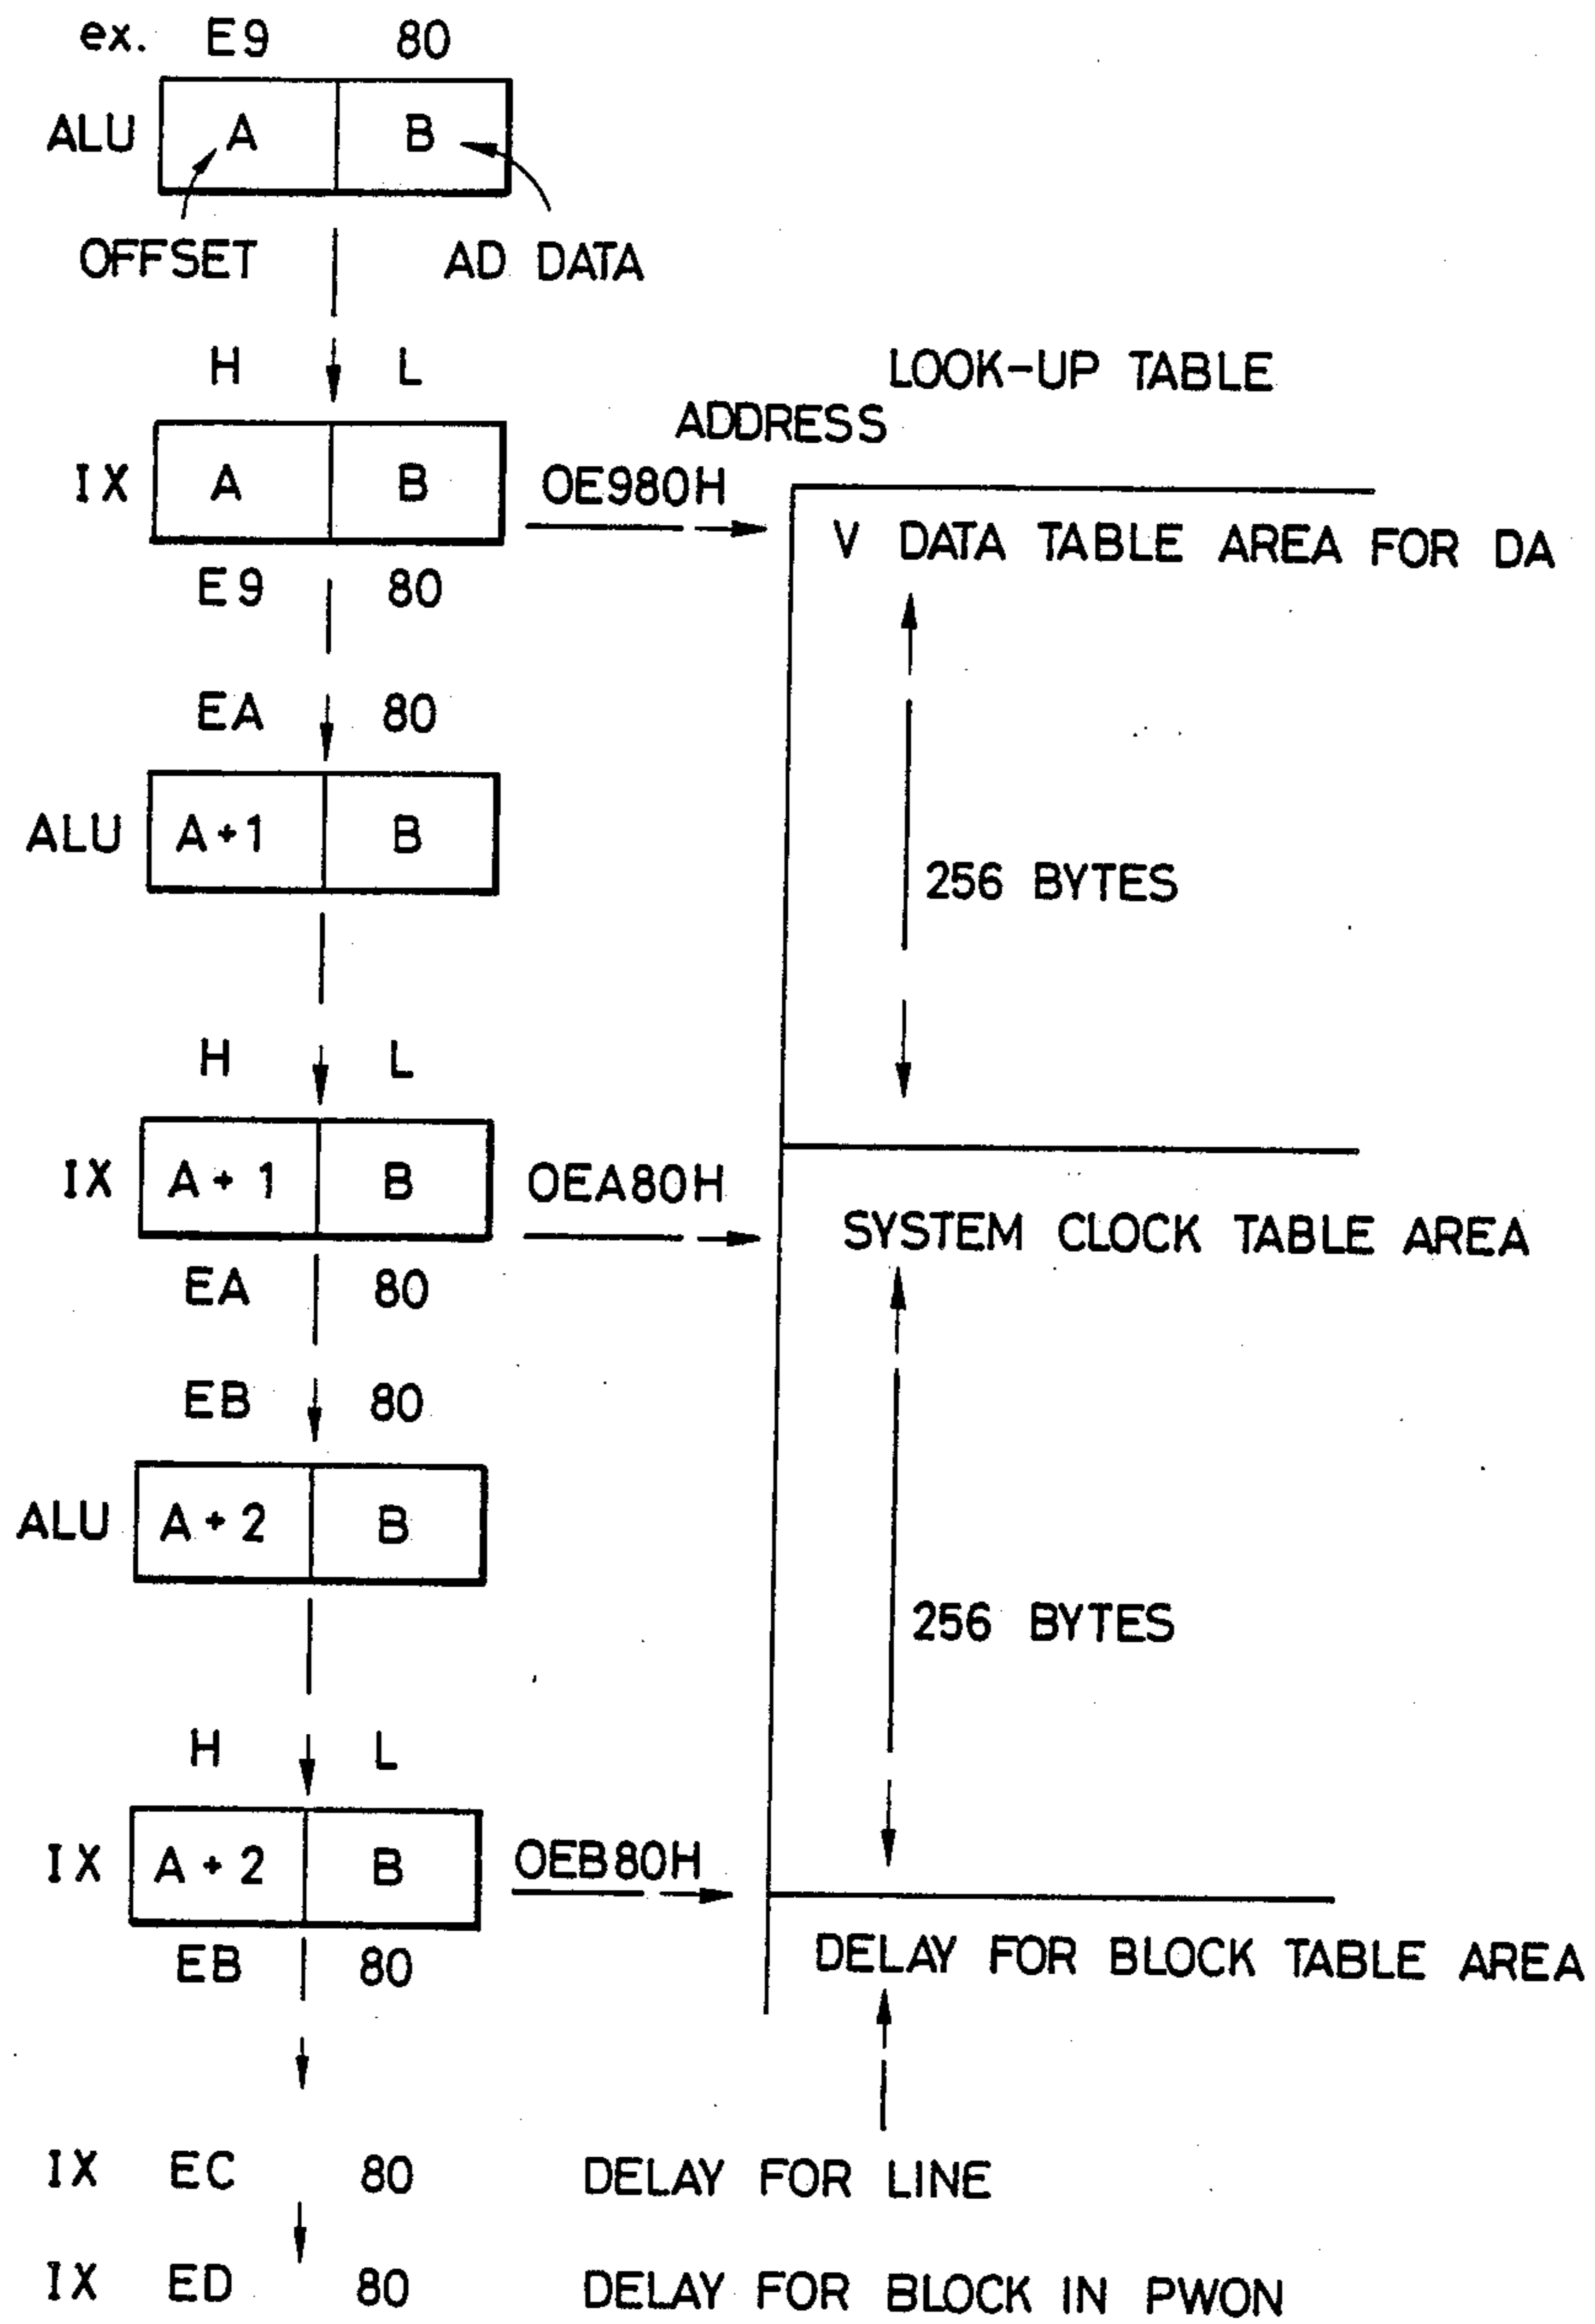 ex. E9 80
ALU A B
OFFSET AD DATA
H L
LOOK-UP TABLE
ADDRESS
IX A B OE980H
V DATA TABLE AREA FOR DA
E9 80
EA 80
ALU A+1 B
256 BYTES
H L
IX A+1 B OEA80H
SYSTEM CLOCK TABLE AREA
EA 80
EB 80
ALU A+2 B
256 BYTES
H L
IX A+2 B OEB80H
DELAY FOR BLOCK TABLE AREA
EB 80
IX EC 80 DELAY FOR LINE
IX ED 80 DELAY FOR BLOCK IN PWON